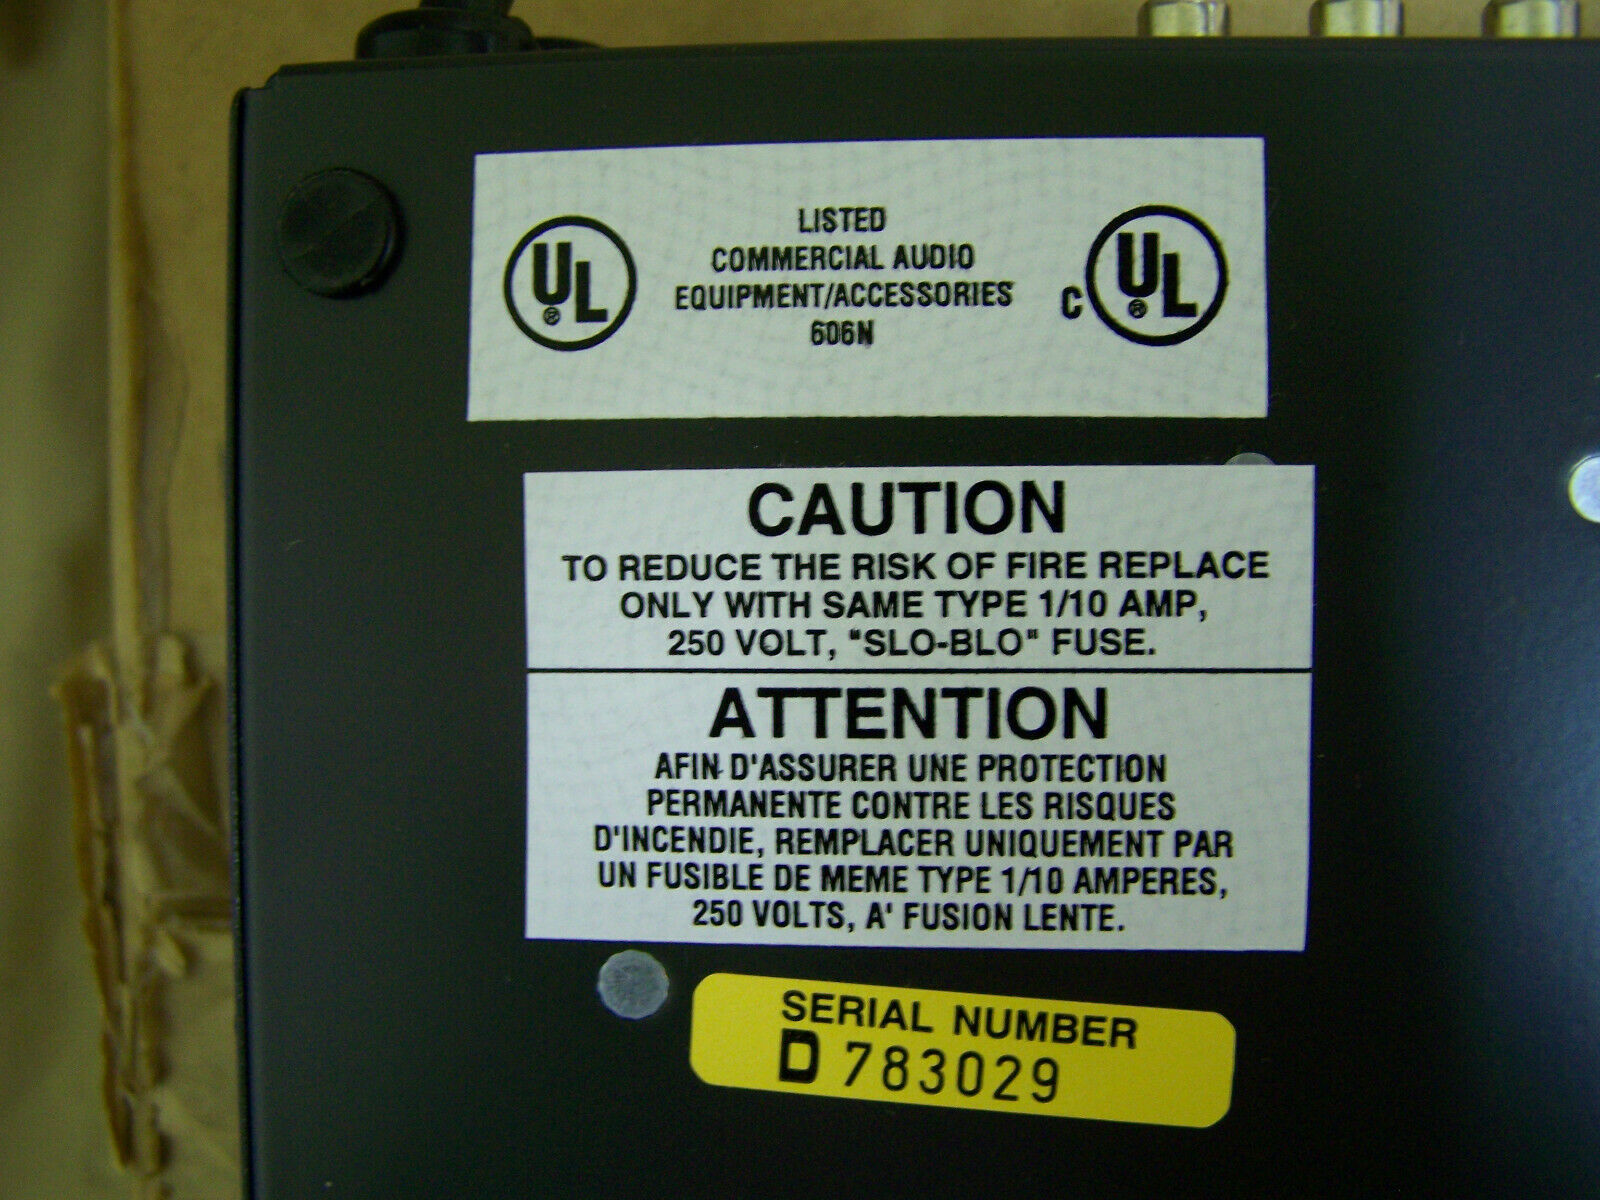 UL®
LISTED
COMMERCIAL AUDIO
EQUIPMENT/ACCESSORIES
606N
C UL®
CAUTION
TO REDUCE THE RISK OF FIRE REPLACE
ONLY WITH SAME TYPE 1/10 AMP,
250 VOLT, "SLO-BLO" FUSE.
ATTENTION
AFIN D'ASSURER UNE PROTECTION
PERMANENTE CONTRE LES RISQUES
D'INCENDIE, REMPLACER UNIQUEMENT PAR
UN FUSIBLE DE MEME TYPE 1/10 AMPERES,
250 VOLTS, A' FUSION LENTE.
SERIAL NUMBER
D 783029